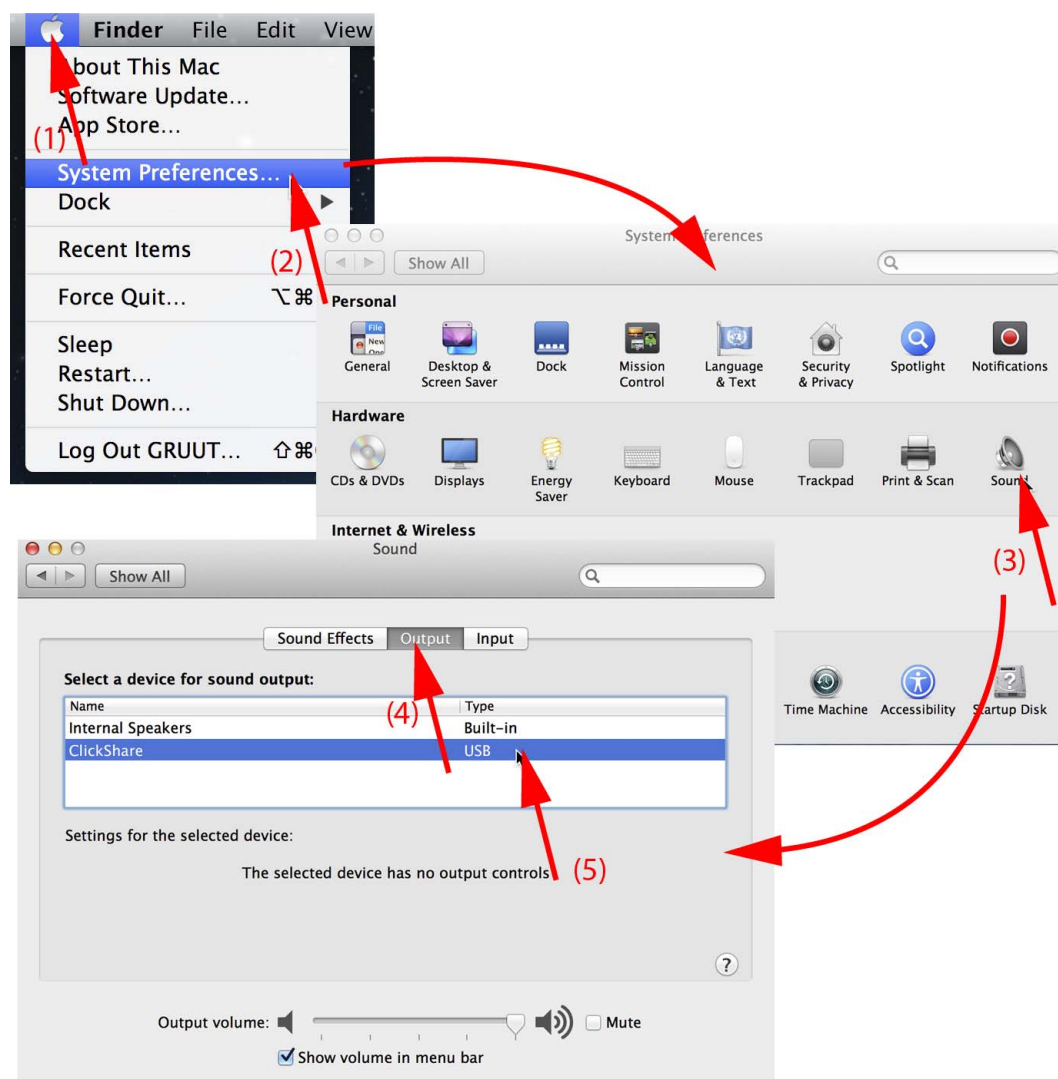 Finder File Edit View
About This Mac
Software Update...
App Store...
(1)
System Preferences...
Dock
Recent Items
(2)
Force Quit... ⌥⌘
Sleep
Restart...
Shut Down...
Log Out GRUUT... ⇧⌘
System Preferences
Show All
Personal
General
Desktop &
Screen Saver
Dock
Mission
Control
Language
& Text
Security
& Privacy
Spotlight
Notifications
File
New
Hardware
CDs & DVDs
Displays
Energy
Saver
Keyboard
Mouse
Trackpad
Print & Scan
Sound
Internet & Wireless
(3)
Time Machine
Accessibility
Startup Disk
Sound
Show All
Sound Effects Output Input
Select a device for sound output:
(4)
Name Type
Internal Speakers Built-in
ClickShare USB
Settings for the selected device:
The selected device has no output controls
(5)
?
Output volume: Mute
Show volume in menu bar